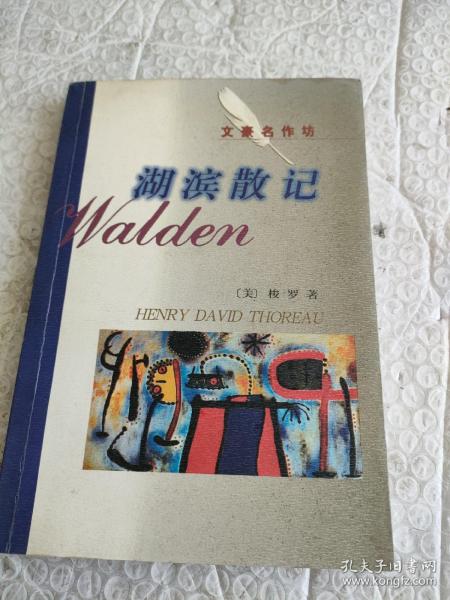 文豪名作坊
湖滨散记
Walden
〔美〕梭罗著
HENRY DAVID THOREAU
孔夫子旧书网
www.kongfz.com